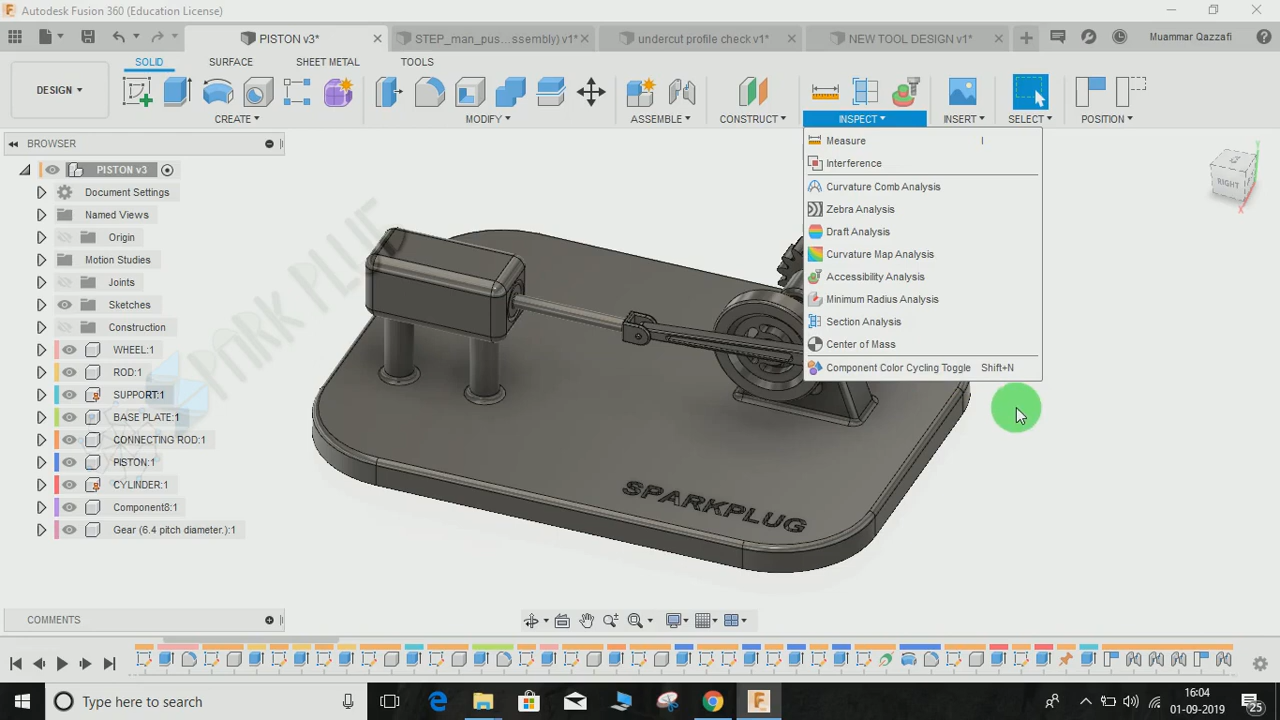 Autodesk Fusion 360 (Education License)
PISTON v3*
STEP_man_pus...ssembly) v1*
undercut profile check v1*
NEW TOOL DESIGN v1*
Muammar Qazzafi
SOLID
SURFACE
SHEET METAL
TOOLS
DESIGN
CREATE
MODIFY
ASSEMBLE
CONSTRUCT
INSPECT
INSERT
SELECT
POSITION
BROWSER
PISTON v3
Document Settings
Named Views
Origin
Motion Studies
Joints
Sketches
Construction
WHEEL:1
ROD:1
SUPPORT:1
BASE PLATE:1
CONNECTING ROD:1
PISTON:1
CYLINDER:1
Component8:1
Gear (6.4 pitch diameter.):1
Measure I
Interference
Curvature Comb Analysis
Zebra Analysis
Draft Analysis
Curvature Map Analysis
Accessibility Analysis
Minimum Radius Analysis
Section Analysis
Center of Mass
Component Color Cycling Toggle Shift+N
RIGHT
Z
X
SPARK PLUG
SPARKPLUG
COMMENTS
Type here to search
16:04
01-09-2019
25